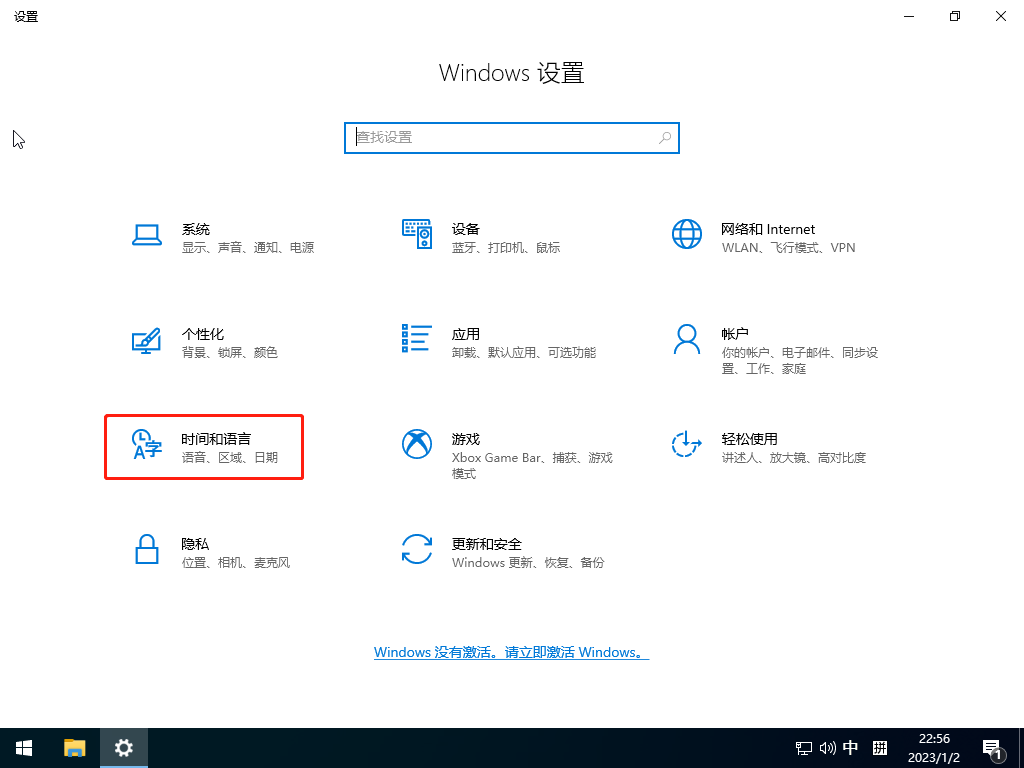 设置
Windows 设置
查找设置
系统
显示、声音、通知、电源
设备
蓝牙、打印机、鼠标
网络和 Internet
WLAN、飞行模式、VPN
个性化
背景、锁屏、颜色
应用
卸载、默认应用、可选功能
帐户
你的帐户、电子邮件、同步设
置、工作、家庭
时间和语言
语音、区域、日期
游戏
Xbox Game Bar、捕获、游戏
模式
轻松使用
讲述人、放大镜、高对比度
隐私
位置、相机、麦克风
更新和安全
Windows 更新、恢复、备份
Windows 没有激活。请立即激活 Windows。
中
拼
22:56
2023/1/2
1